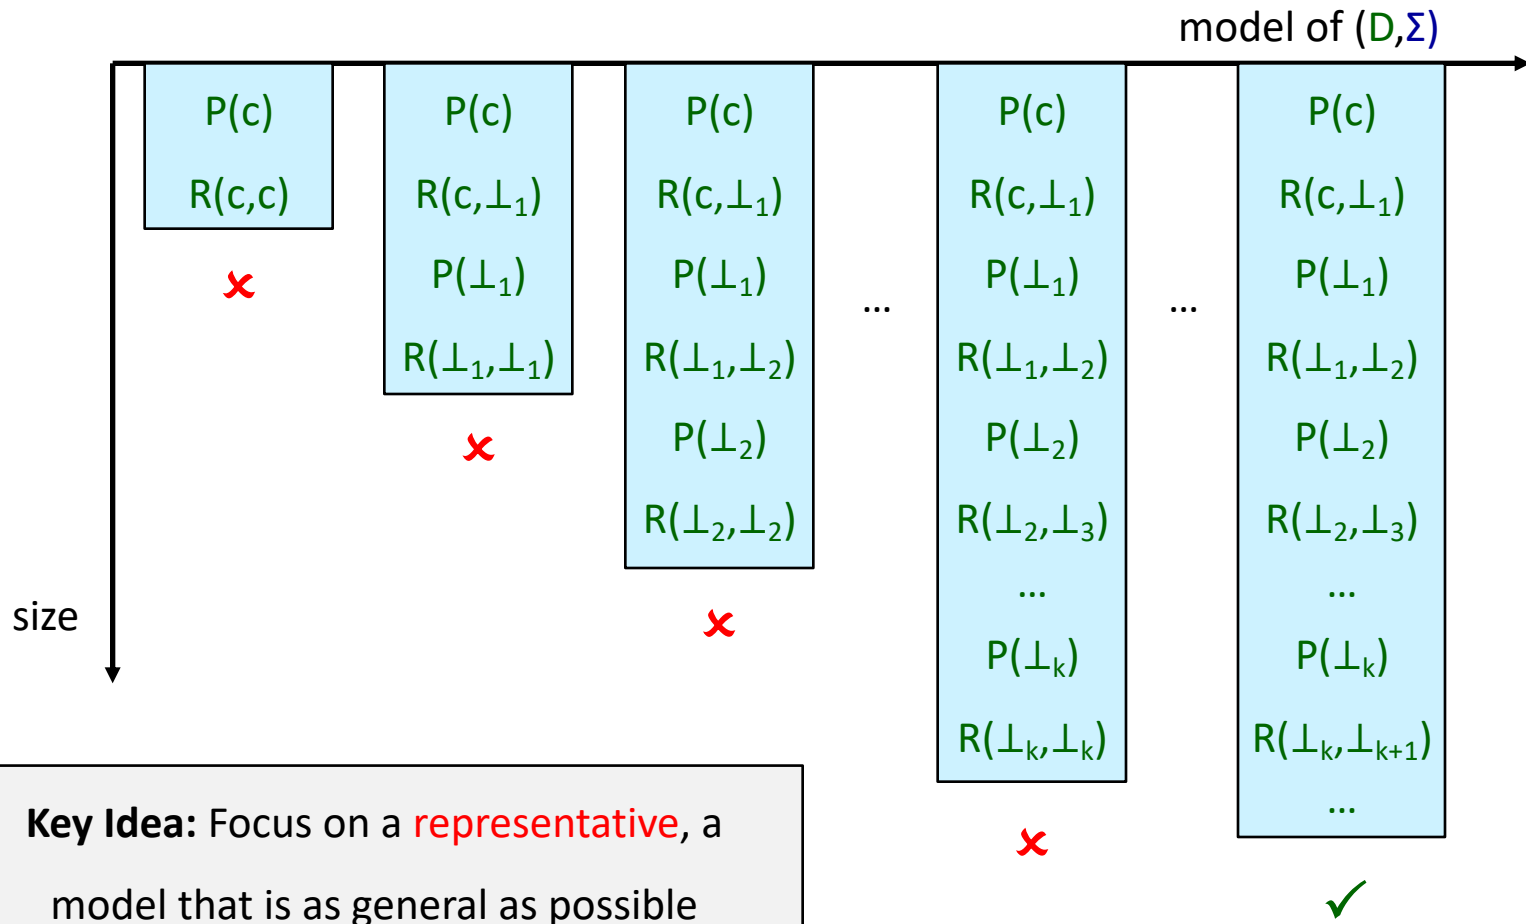 model of (D,Σ)
P(c)
R(c,c)
✘
P(c)
R(c,⊥₁)
P(⊥₁)
R(⊥₁,⊥₁)
✘
P(c)
R(c,⊥₁)
P(⊥₁)
R(⊥₁,⊥₂)
P(⊥₂)
R(⊥₂,⊥₂)
✘
...
P(c)
R(c,⊥₁)
P(⊥₁)
R(⊥₁,⊥₂)
P(⊥₂)
R(⊥₂,⊥₃)
...
P(⊥ₖ)
R(⊥ₖ,⊥ₖ)
✘
...
P(c)
R(c,⊥₁)
P(⊥₁)
R(⊥₁,⊥₂)
P(⊥₂)
R(⊥₂,⊥₃)
...
P(⊥ₖ)
R(⊥ₖ,⊥ₖ₊₁)
...
✓
size
Key Idea: Focus on a representative, a
model that is as general as possible